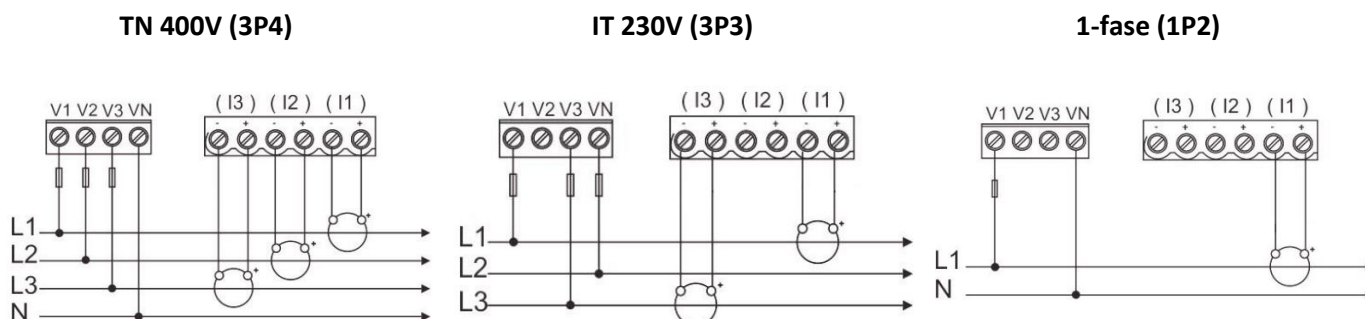 TN 400V (3P4)
V1 V2 V3 VN
( I3 ) ( I2 ) ( I1 )
- + - + - +
+
+
+
L1
L2
L3
N
IT 230V (3P3)
V1 V2 V3 VN
( I3 ) ( I2 ) ( I1 )
- + - + - +
+
+
L1
L2
L3
1-fase (1P2)
V1 V2 V3 VN
( I3 ) ( I2 ) ( I1 )
- + - + - +
+
L1
N